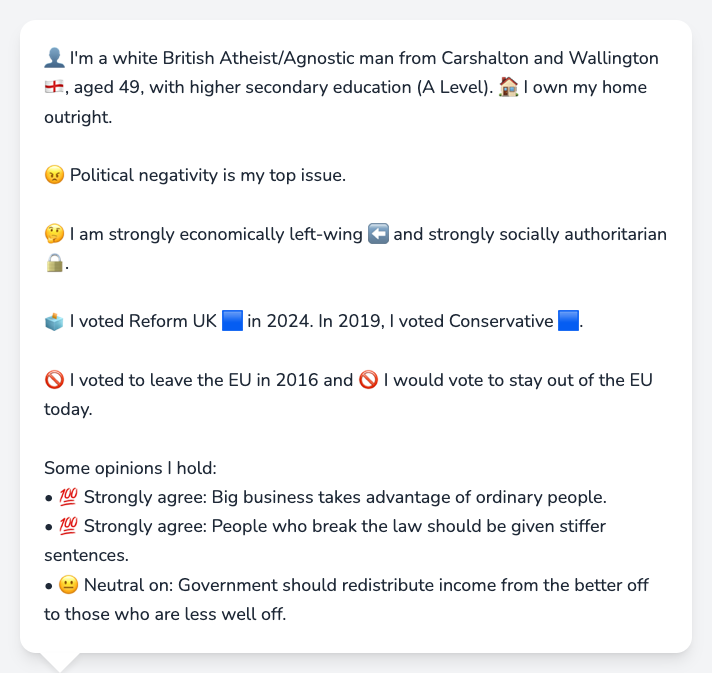 👤 I'm a white British Atheist/Agnostic man from Carshalton and Wallington
🏴󠁧󠁢󠁥󠁮󠁧󠁿, aged 49, with higher secondary education (A Level). 🏠 I own my home
outright.
😠 Political negativity is my top issue.
🤔 I am strongly economically left-wing ⬅️ and strongly socially authoritarian
🔒.
🗳️ I voted Reform UK 🟦 in 2024. In 2019, I voted Conservative 🟦.
🚫 I voted to leave the EU in 2016 and 🚫 I would vote to stay out of the EU
today.
Some opinions I hold:
• 💯 Strongly agree: Big business takes advantage of ordinary people.
• 💯 Strongly agree: People who break the law should be given stiffer
sentences.
• 😐 Neutral on: Government should redistribute income from the better off
to those who are less well off.